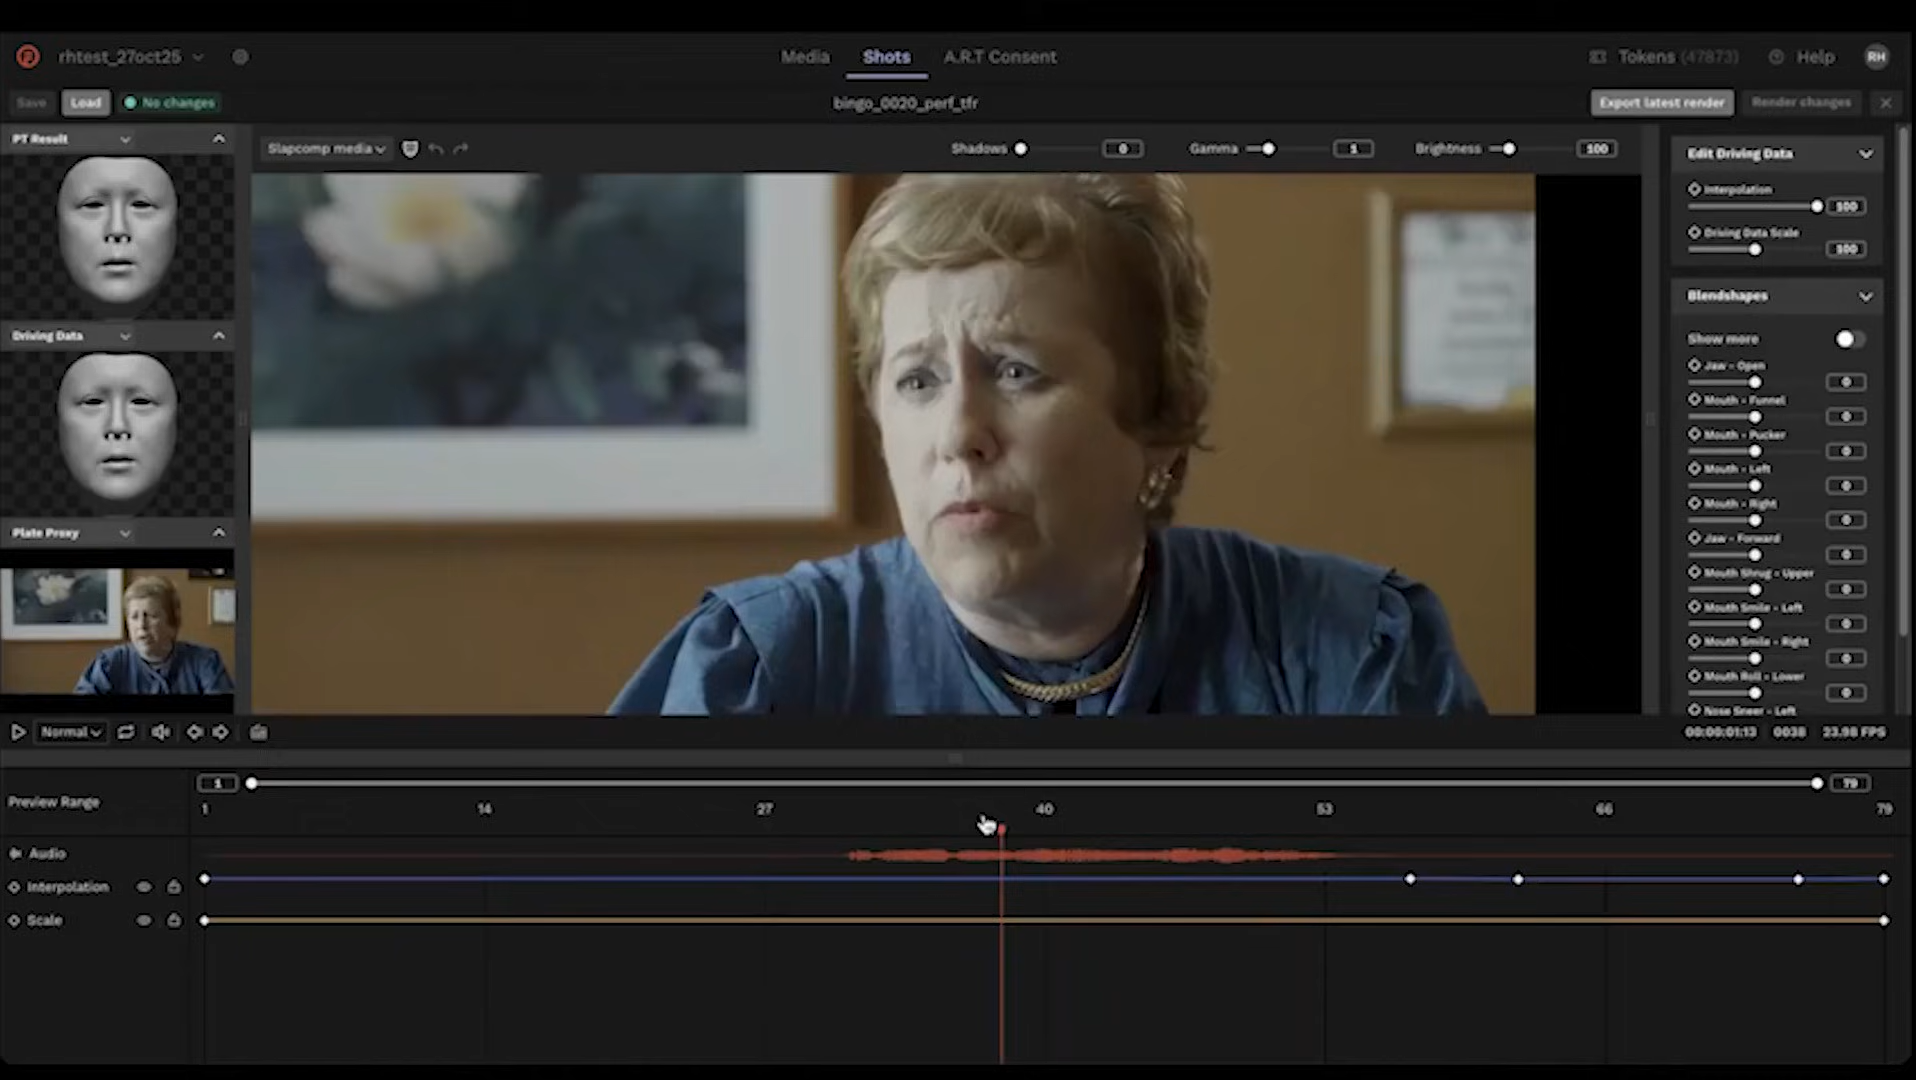 rhtest_27oct25
Media
Shots
A.R.T Consent
Tokens (47873)
Help
RH
Save
Load
No changes
bingo_0020_perf_tfr
Export latest render
Render changes
PT Result
Slapcomp media
Shadows
0
Gamma
1
Brightness
100
Edit Driving Data
Interpolation
100
Driving Data Scale
100
Driving Data
Blendshapes
Show more
Jaw - Open
0
Mouth - Funnel
0
Mouth - Pucker
0
Mouth - Left
0
Mouth - Right
0
Jaw - Forward
0
Mouth Shrug - Upper
0
Mouth Smile - Left
0
Mouth Smile - Right
0
Mouth Roll - Lower
0
Nose Sneer - Left
Plate Proxy
Normal
00:00:01:13
0038
23.98 FPS
Preview Range
1
79
1
14
27
40
53
66
79
Audio
Interpolation
Scale